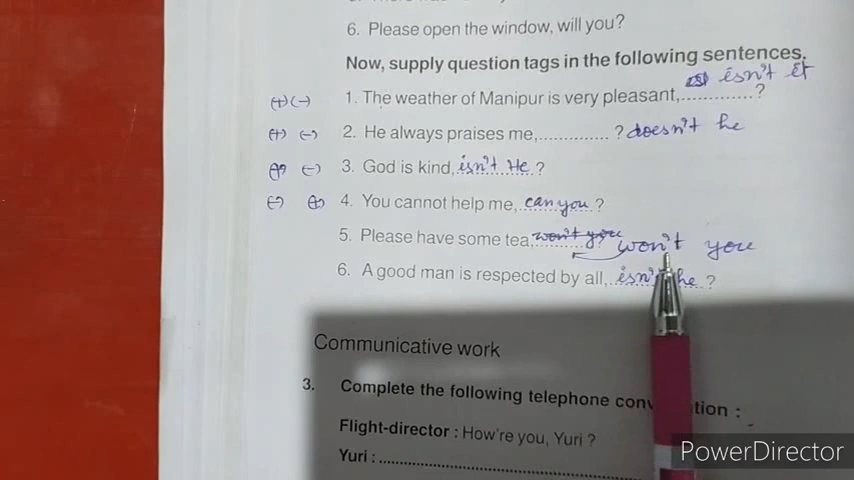 6. Please open the window, will you?
Now, supply question tags in the following sentences.
(+) (-) 1. The weather of Manipur is very pleasant, .............. ? isn't it
(+) (-) 2. He always praises me, .............. ? doesn't he
(+) (-) 3. God is kind, isn't He ?
(-) (+) 4. You cannot help me, can you ?
5. Please have some tea, won't you? won't you
6. A good man is respected by all, isn't he ?
Communicative work
3. Complete the following telephone :
Flight-director : How're you, Yuri ?
Yuri : ..............
PowerDirector